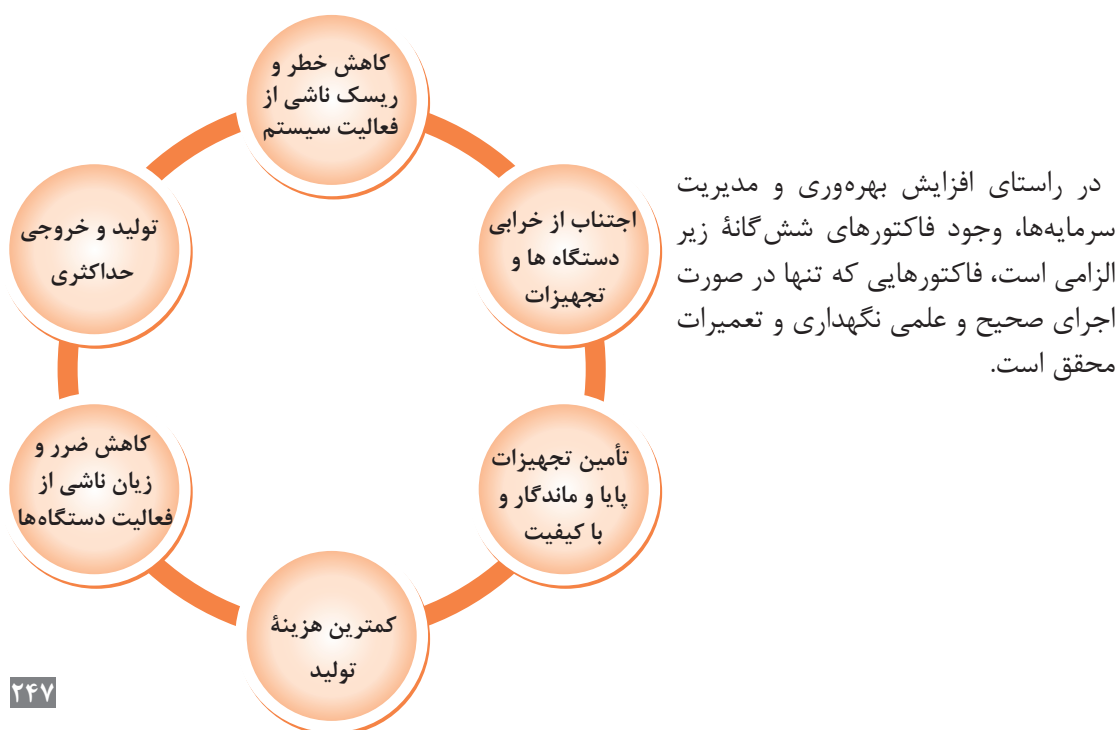 در راستای افزایش بهره‌وری و مدیریت
سرمایه‌ها، وجود فاکتورهای شش‌گانهٔ زیر
الزامی است، فاکتورهایی که تنها در صورت
اجرای صحیح و علمی نگهداری و تعمیرات
محقق است.
کاهش خطر و
ریسک ناشی از
فعالیت سیستم
اجتناب از خرابی
دستگاه ها و
تجهیزات
تأمین تجهیزات
پایا و ماندگار و
با کیفیت
کمترین هزینهٔ
تولید
کاهش ضرر و
زیان ناشی از
فعالیت دستگاه‌ها
تولید و خروجی
حداکثری
۲۴۷